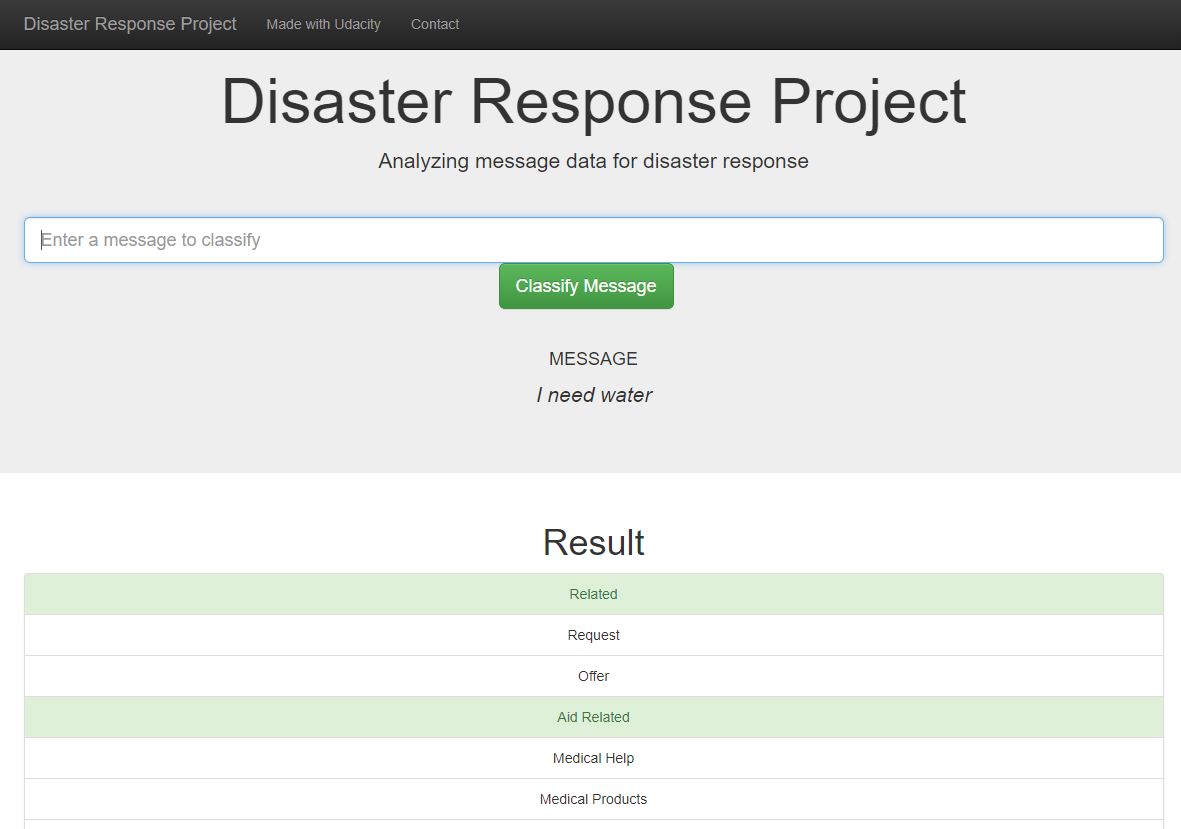 Disaster Response Project Made with Udacity Contact
Disaster Response Project
Analyzing message data for disaster response
Enter a message to classify
Classify Message
MESSAGE
I need water
Result
Related
Request
Offer
Aid Related
Medical Help
Medical Products